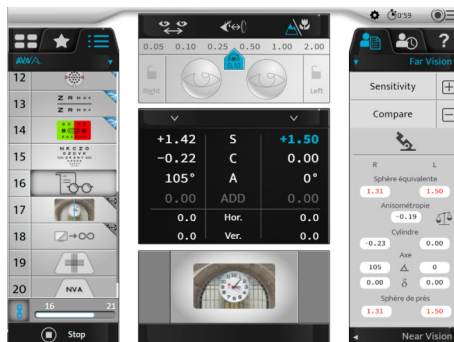 0:59
?
AVVA
Far Vision
0.05 0.10 0.25 0.50 1.00 2.00
0.10
Right
Left
12
13
Z R H
14
15
N K C Z O
16
17
18
→∞
19
20
NVA
16
21
Stop
+1.42 S +1.50
-0.22 C 0.00
105° A 0°
0.00 ADD 0.00
0.0 Hor. 0.0
0.0 Ver. 0.0
Sensitivity +
Compare −
R L
Sphère équivalente
1.31 1.50
Anisométropie
-0.19
Cylindre
-0.23 0.00
Axe
105 0
0.00 δ 0.00
Sphère de près
1.31 1.50
Near Vision